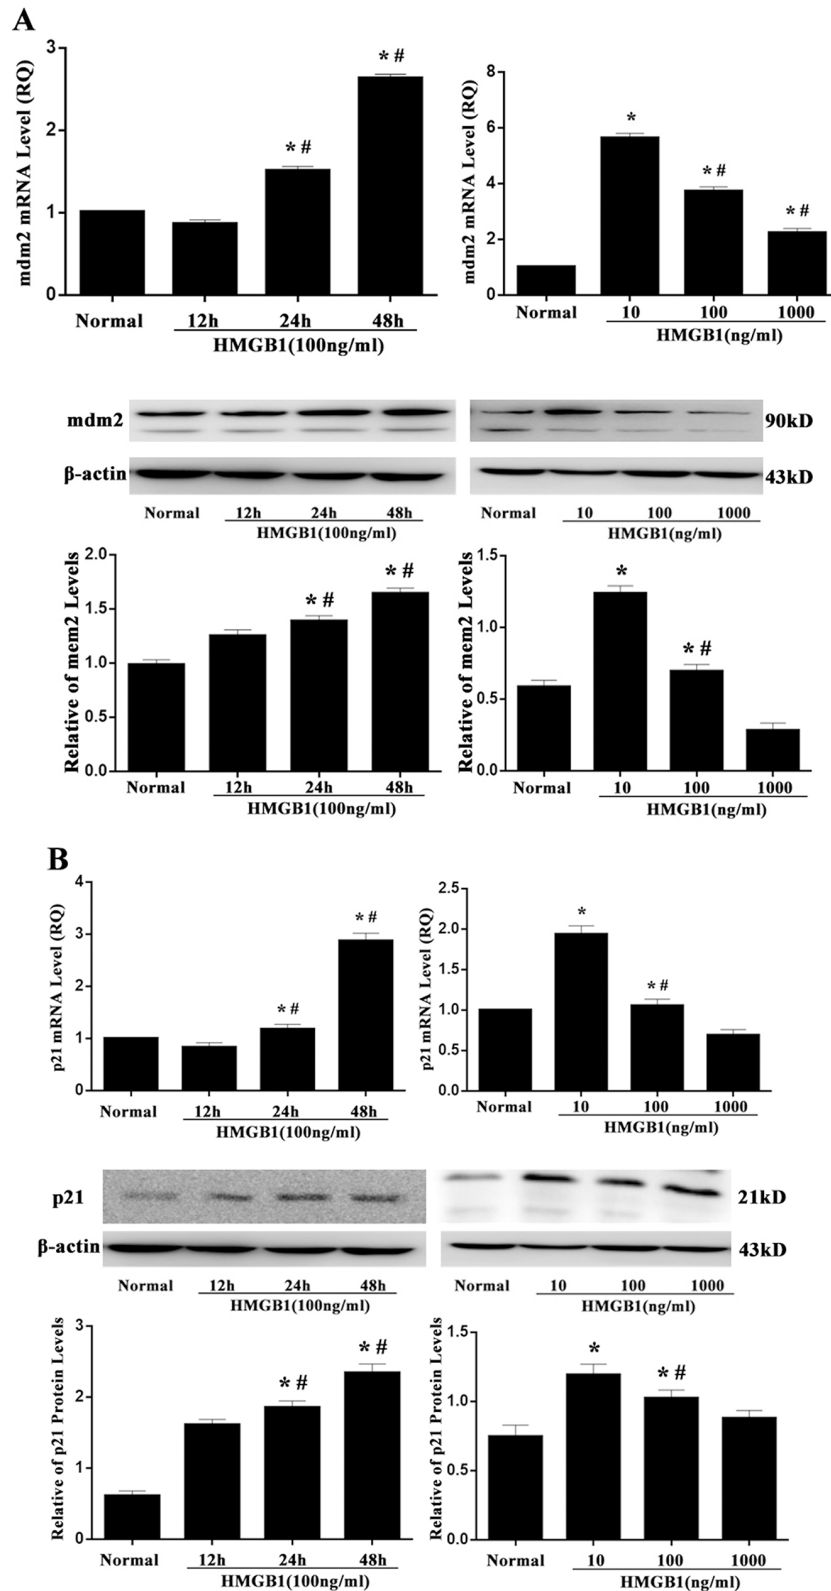 A
mdm2 mRNA Level (RQ)
3
2
1
0
* #
* #
Normal 12h 24h 48h
HMGB1(100ng/ml)
mdm2 mRNA Level (RQ)
8
6
4
2
0
*
* #
* #
Normal 10 100 1000
HMGB1(ng/ml)
mdm2 90kD
β-actin 43kD
Normal 12h 24h 48h
HMGB1(100ng/ml)
Normal 10 100 1000
HMGB1(ng/ml)
Relative of mem2 Levels
2.0
1.5
1.0
0.5
0.0
* #
* #
Normal 12h 24h 48h
HMGB1(100ng/ml)
Relative of mem2 Levels
1.5
1.0
0.5
0.0
*
* #
Normal 10 100 1000
HMGB1(ng/ml)
B
p21 mRNA Level (RQ)
4
3
2
1
0
* #
* #
Normal 12h 24h 48h
HMGB1(100ng/ml)
p21 mRNA Level (RQ)
2.5
2.0
1.5
1.0
0.5
0.0
*
* #
Normal 10 100 1000
HMGB1(ng/ml)
p21 21kD
β-actin 43kD
Normal 12h 24h 48h
HMGB1(100ng/ml)
Normal 10 100 1000
HMGB1(ng/ml)
Relative of p21 Protein Levels
3
2
1
0
* #
* #
Normal 12h 24h 48h
HMGB1(100ng/ml)
Relative of p21 Protein Levels
1.5
1.0
0.5
0.0
*
* #
Normal 10 100 1000
HMGB1(ng/ml)